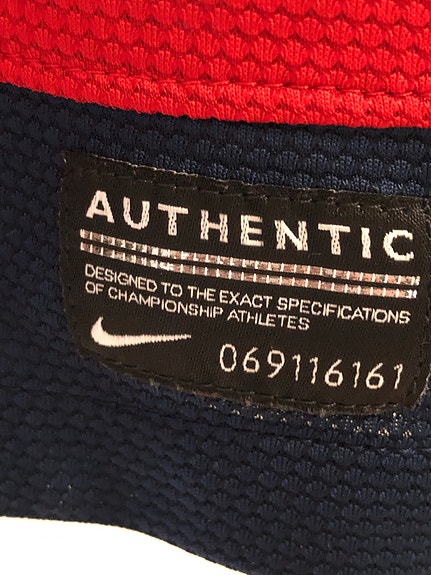 AUTHENTIC
DESIGNED TO THE EXACT SPECIFICATIONS
OF CHAMPIONSHIP ATHLETES
069116161